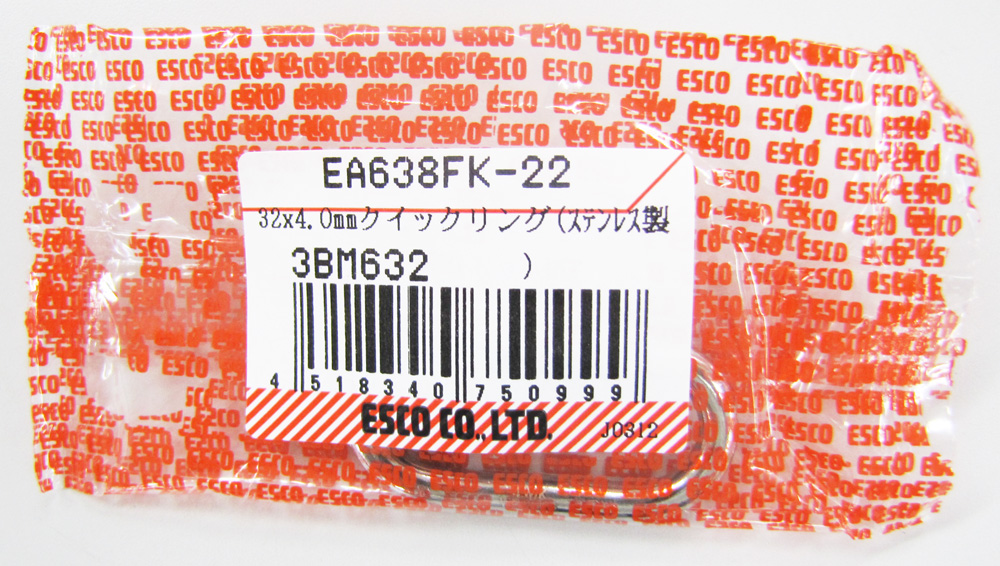 EA638FK-22
32x4.0mmクイックリング(ステンレス製
3BM632 )
4 518340 750999
ESCO CO., LTD.
J0312